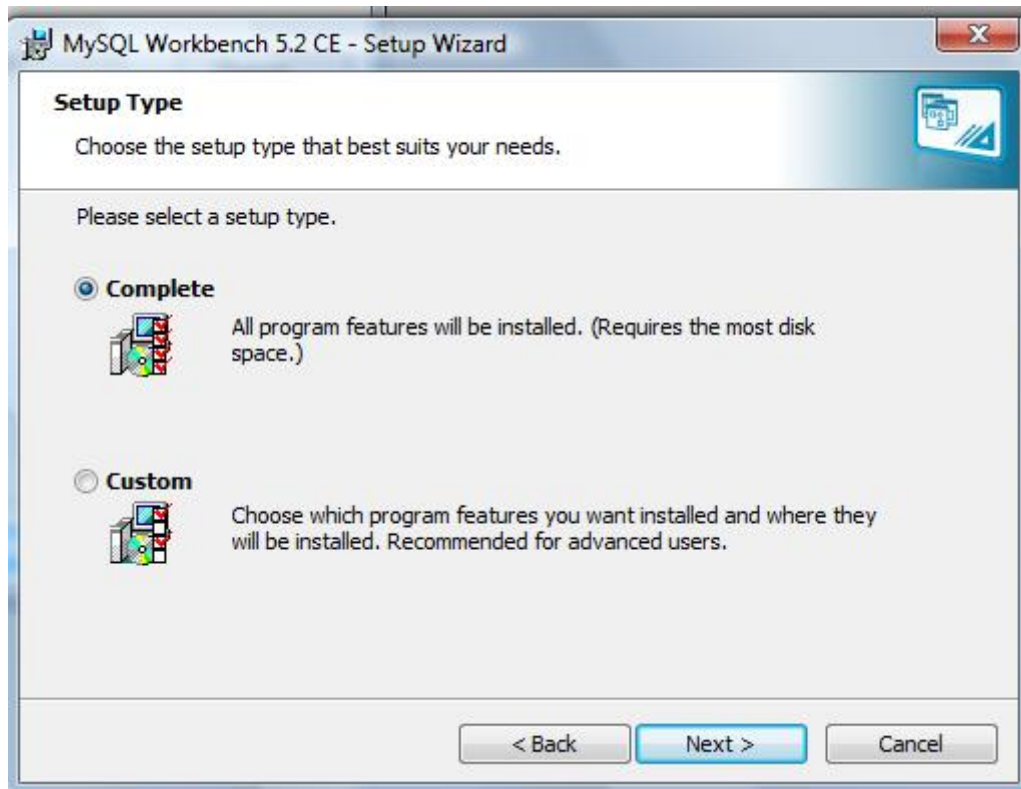 MySQL Workbench 5.2 CE - Setup Wizard
Setup Type
Choose the setup type that best suits your needs.
Please select a setup type.
Complete
All program features will be installed. (Requires the most disk
space.)
Custom
Choose which program features you want installed and where they
will be installed. Recommended for advanced users.
< Back Next > Cancel